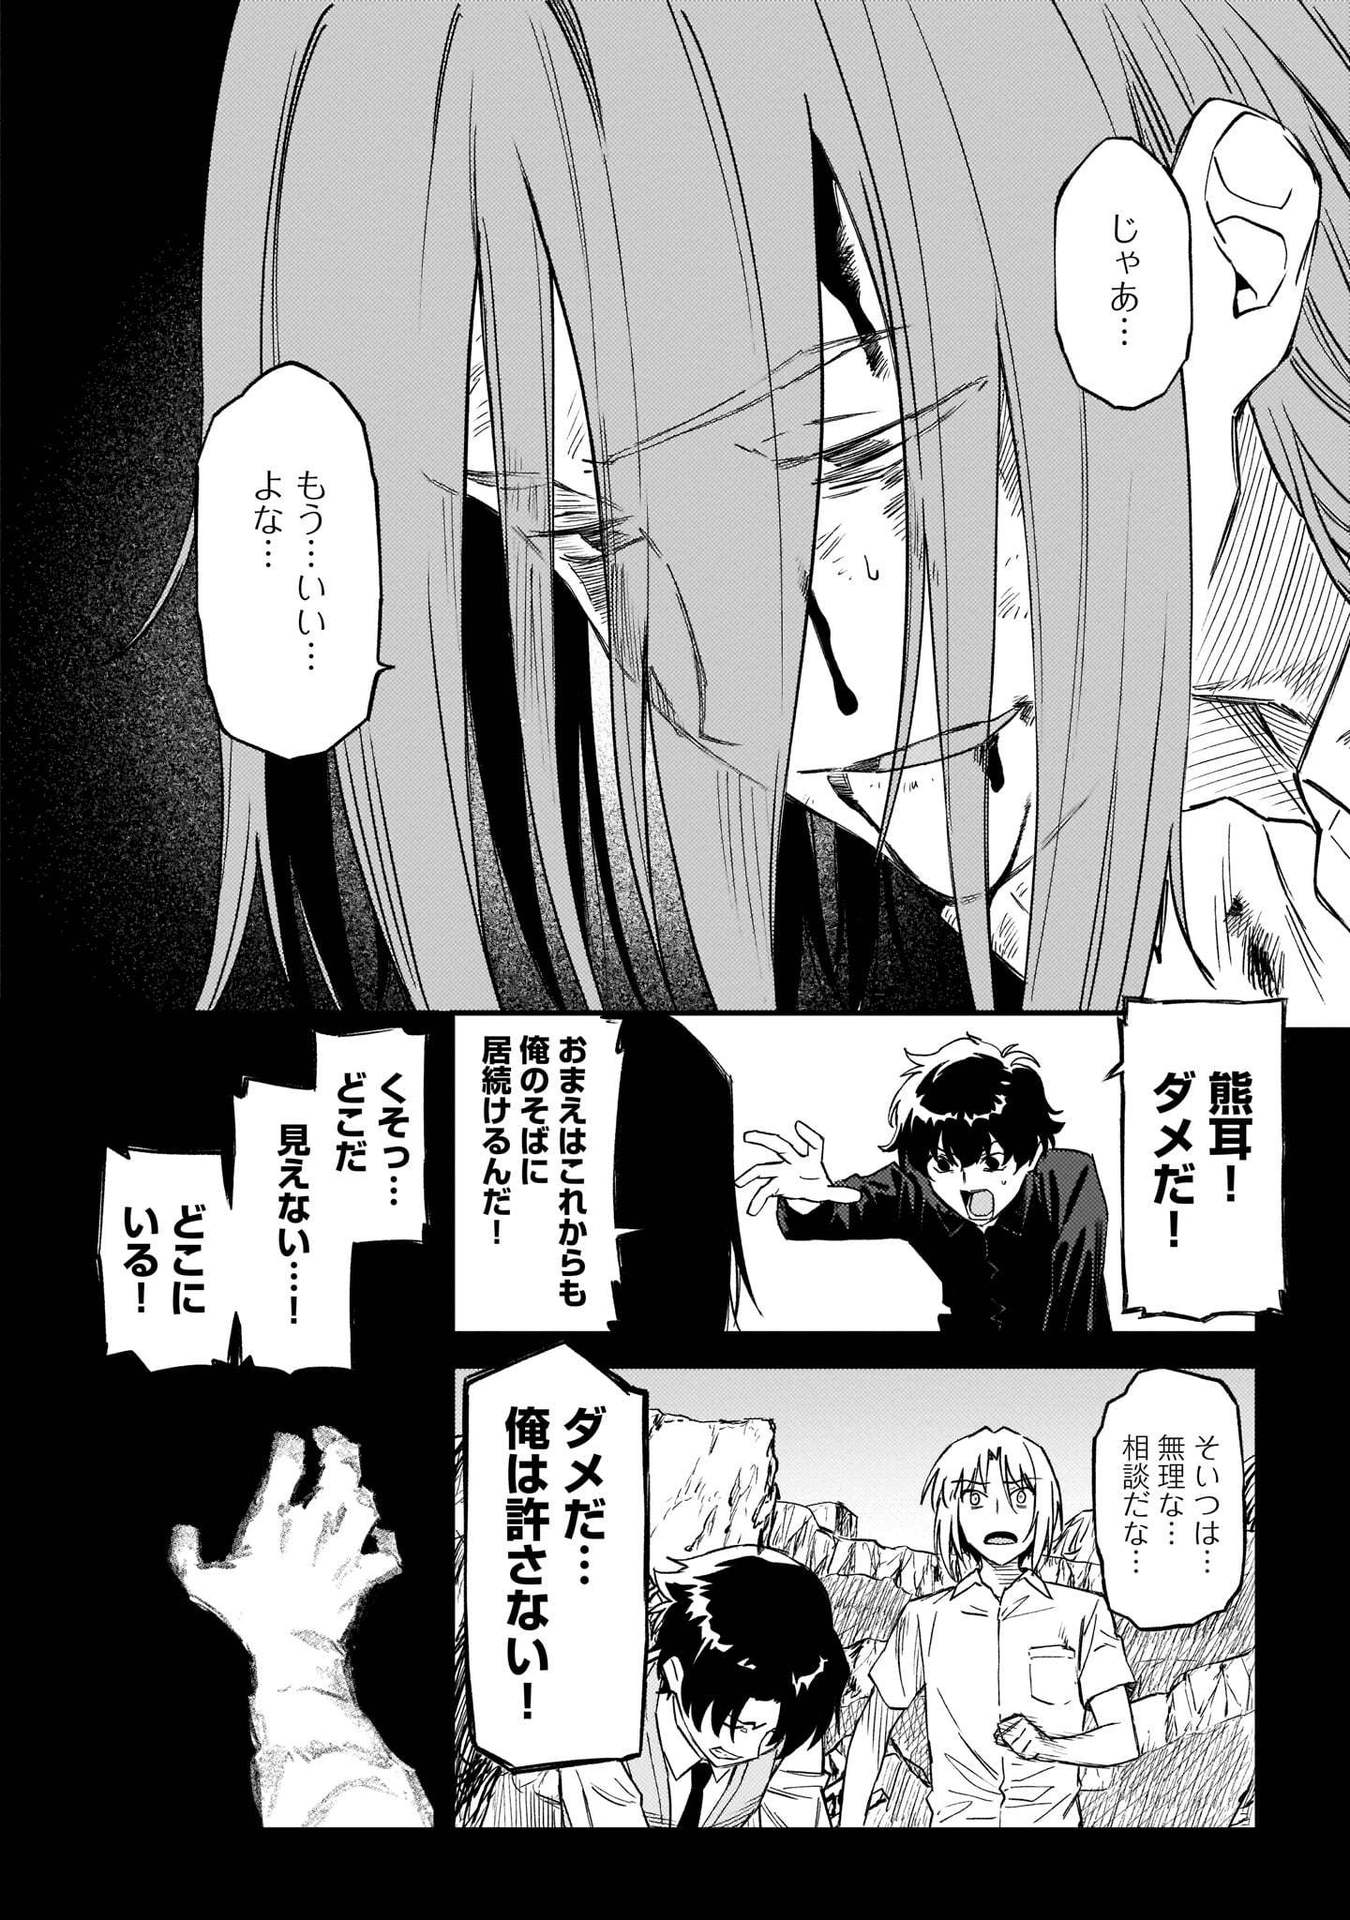 じゃあ…
もう…いい…
よな…
熊耳！
ダメだ！
おまえはこれからも
俺のそばに
居続けるんだ！
そいつは…
無理な…
相談だな…
ダメだ…
俺は許さない！
くそっ…
どこだ
見えない…！
どこに
いる！